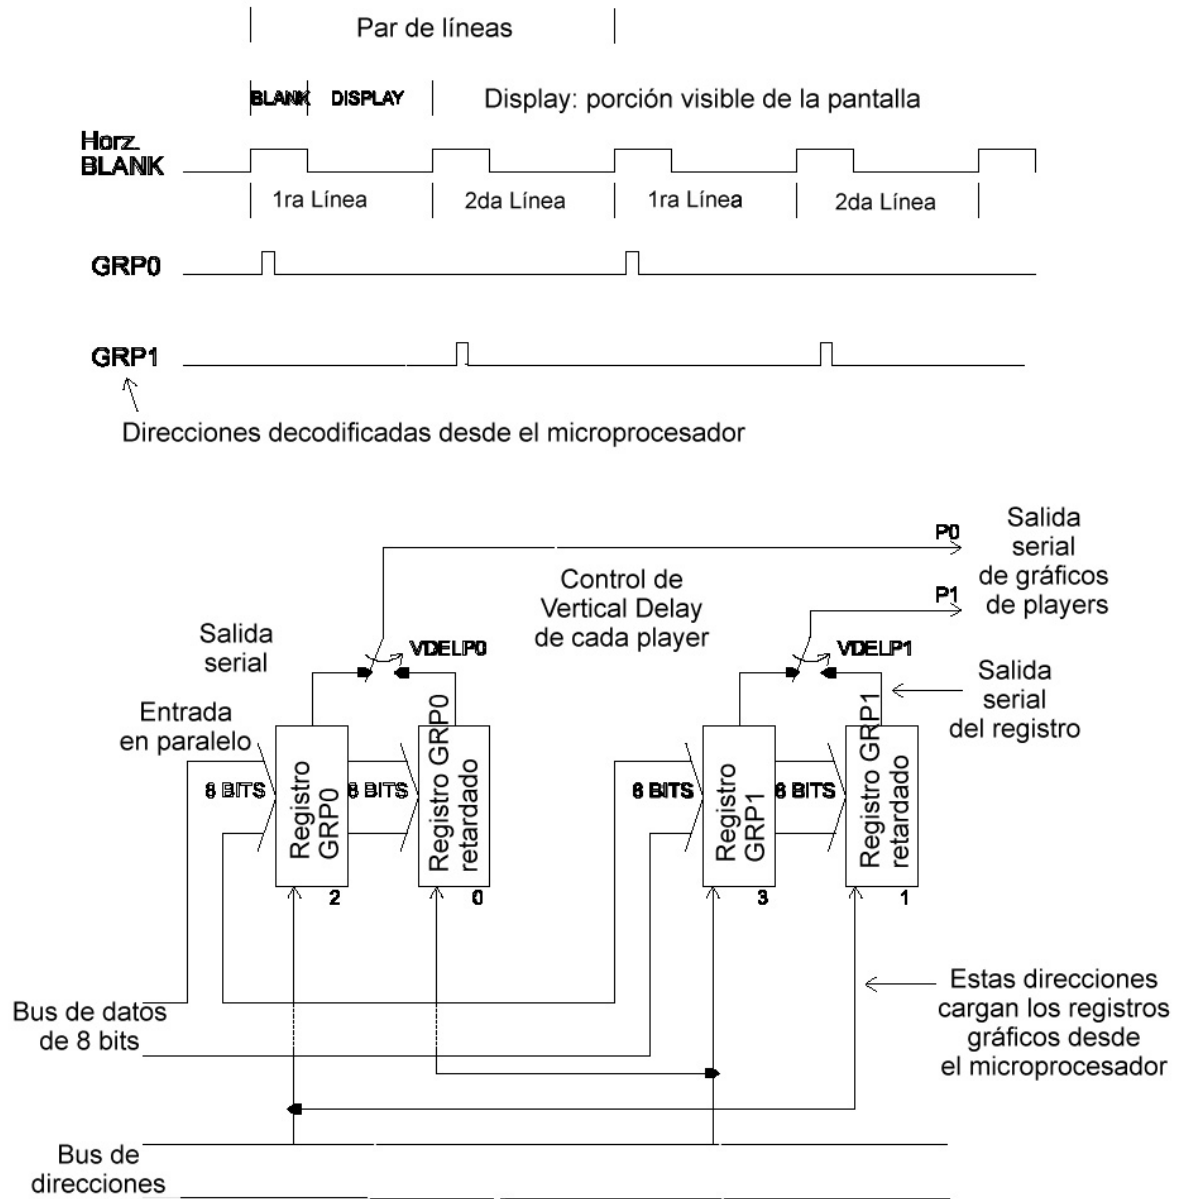 Par de líneas
BLANK DISPLAY Display: porción visible de la pantalla
Horz.
BLANK
1ra Línea 2da Línea 1ra Línea 2da Línea
GRP0
GRP1
Direcciones decodificadas desde el microprocesador
P0
Salida
serial
de gráficos
de players
P1
Control de
Vertical Delay
de cada player
Salida
serial
VDELP0
VDELP1
Salida
serial
del registro
Entrada
en paralelo
8 BITS
Registro
GRP0
8 BITS
Registro GRP0
retardado
8 BITS
Registro
GRP1
8 BITS
Registro GRP1
retardado
2 0 3 1
Bus de datos
de 8 bits
Estas direcciones
cargan los registros
gráficos desde
el microprocesador
Bus de
direcciones